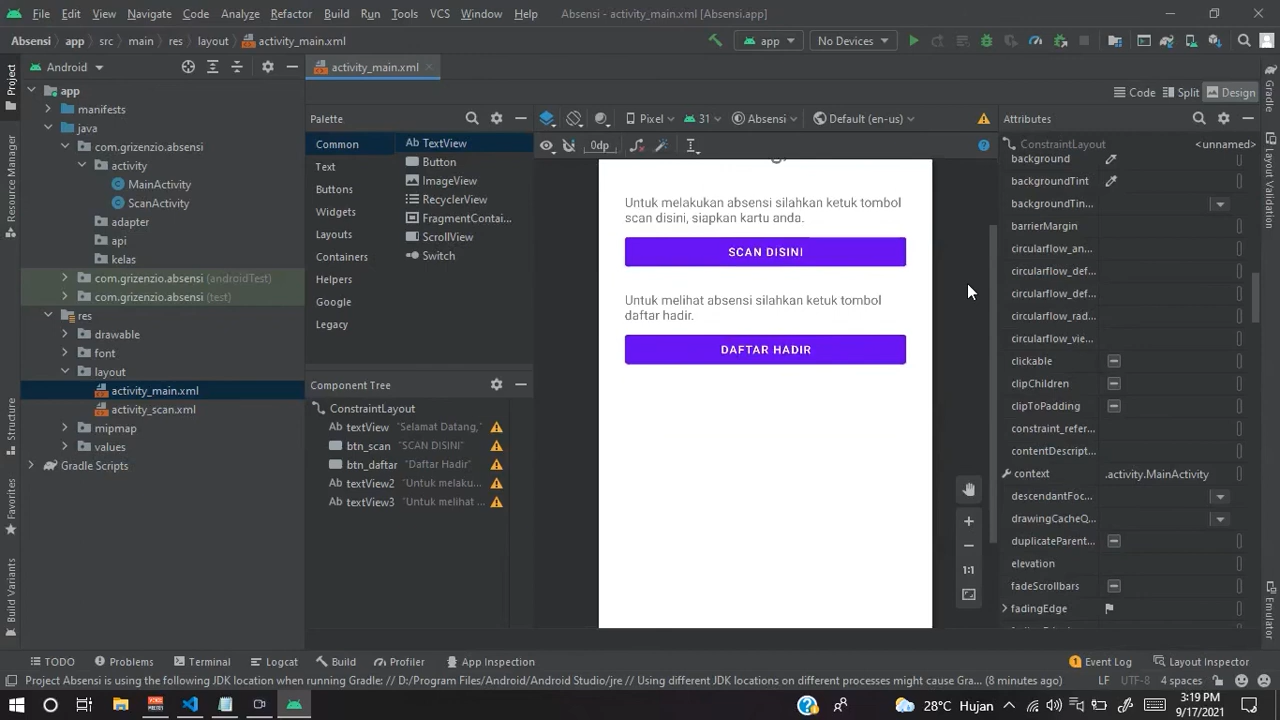 File Edit View Navigate Code Analyze Refactor Build Run Tools VCS Window Help Absensi - activity_main.xml [Absensi.app]
Absensi app src main res layout activity_main.xml app No Devices
Android activity_main.xml
Code Split Design
app
manifests
java
com.grizenzio.absensi
activity
MainActivity
ScanActivity
adapter
api
kelas
com.grizenzio.absensi (androidTest)
com.grizenzio.absensi (test)
res
drawable
font
layout
activity_main.xml
activity_scan.xml
mipmap
values
Gradle Scripts
Project
Resource Manager
Structure
Favorites
Build Variants
Palette
Common
Text
Buttons
Widgets
Layouts
Containers
Helpers
Google
Legacy
Ab TextView
Button
ImageView
RecyclerView
FragmentContai...
ScrollView
Switch
Component Tree
ConstraintLayout
Ab textView "Selamat Datang,
btn_scan "SCAN DISINI"
btn_daftar "Daftar Hadir"
Ab textView2 "Untuk melaku...
Ab textView3 "Untuk melihat ...
Pixel 31 Absensi Default (en-us)
0dp
Untuk melakukan absensi silahkan ketuk tombol
scan disini, siapkan kartu anda.
SCAN DISINI
Untuk melihat absensi silahkan ketuk tombol
daftar hadir.
DAFTAR HADIR
1:1
Attributes
ConstraintLayout <unnamed>
background
backgroundTint
backgroundTin...
barrierMargin
circularflow_an...
circularflow_def...
circularflow_def...
circularflow_rad...
circularflow_vie...
clickable
clipChildren
clipToPadding
constraint_refer...
contentDescript...
context .activity.MainActivity
descendantFoc...
drawingCacheQ...
duplicateParent...
elevation
fadeScrollbars
fadingEdge
Gradle
Layout Validation
Emulator
TODO Problems Terminal Logcat Build Profiler App Inspection 1 Event Log Layout Inspector
Project Absensi is using the following JDK location when running Gradle: // D:/Program Files/Android/Android Studio/jre // Using different JDK locations on different processes might cause Gra... (8 minutes ago) LF UTF-8 4 spaces
28°C Hujan 3:19 PM
9/17/2021